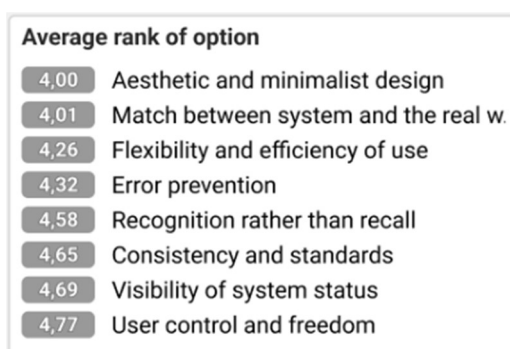 Average rank of option
4,00 Aesthetic and minimalist design
4,01 Match between system and the real w.
4,26 Flexibility and efficiency of use
4,32 Error prevention
4,58 Recognition rather than recall
4,65 Consistency and standards
4,69 Visibility of system status
4,77 User control and freedom